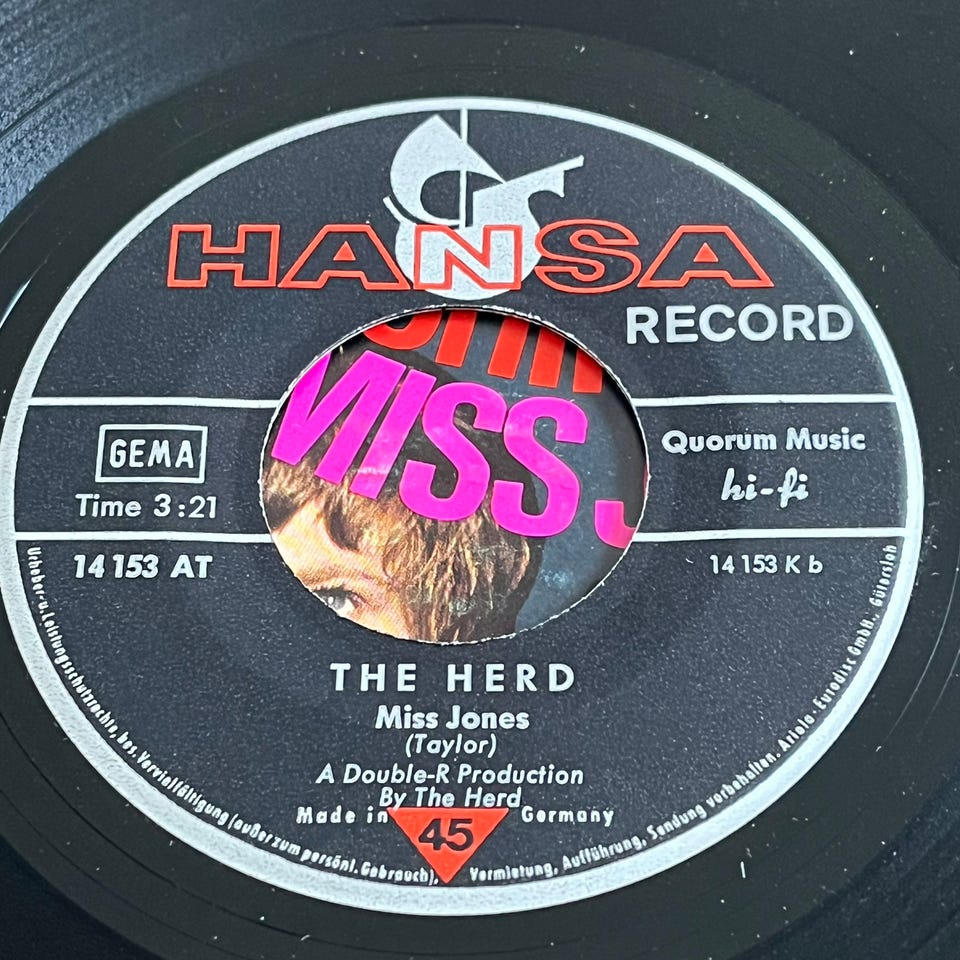 HANSA
RECORD
MISS J
GEMA
Time 3:21
Quorum Music
hi-fi
14 153 AT
14 153 K b
THE HERD
Miss Jones
(Taylor)
A Double-R Production
By The Herd
Made in Germany
45
Urheber-u.Leistungsschutzrechte, bes. Vervielfältigung (außer zum persönl. Gebrauch), Vermietung, Aufführung, Sendung vorbehalten. Ariola-Eurodisc GmbH., Gütersloh